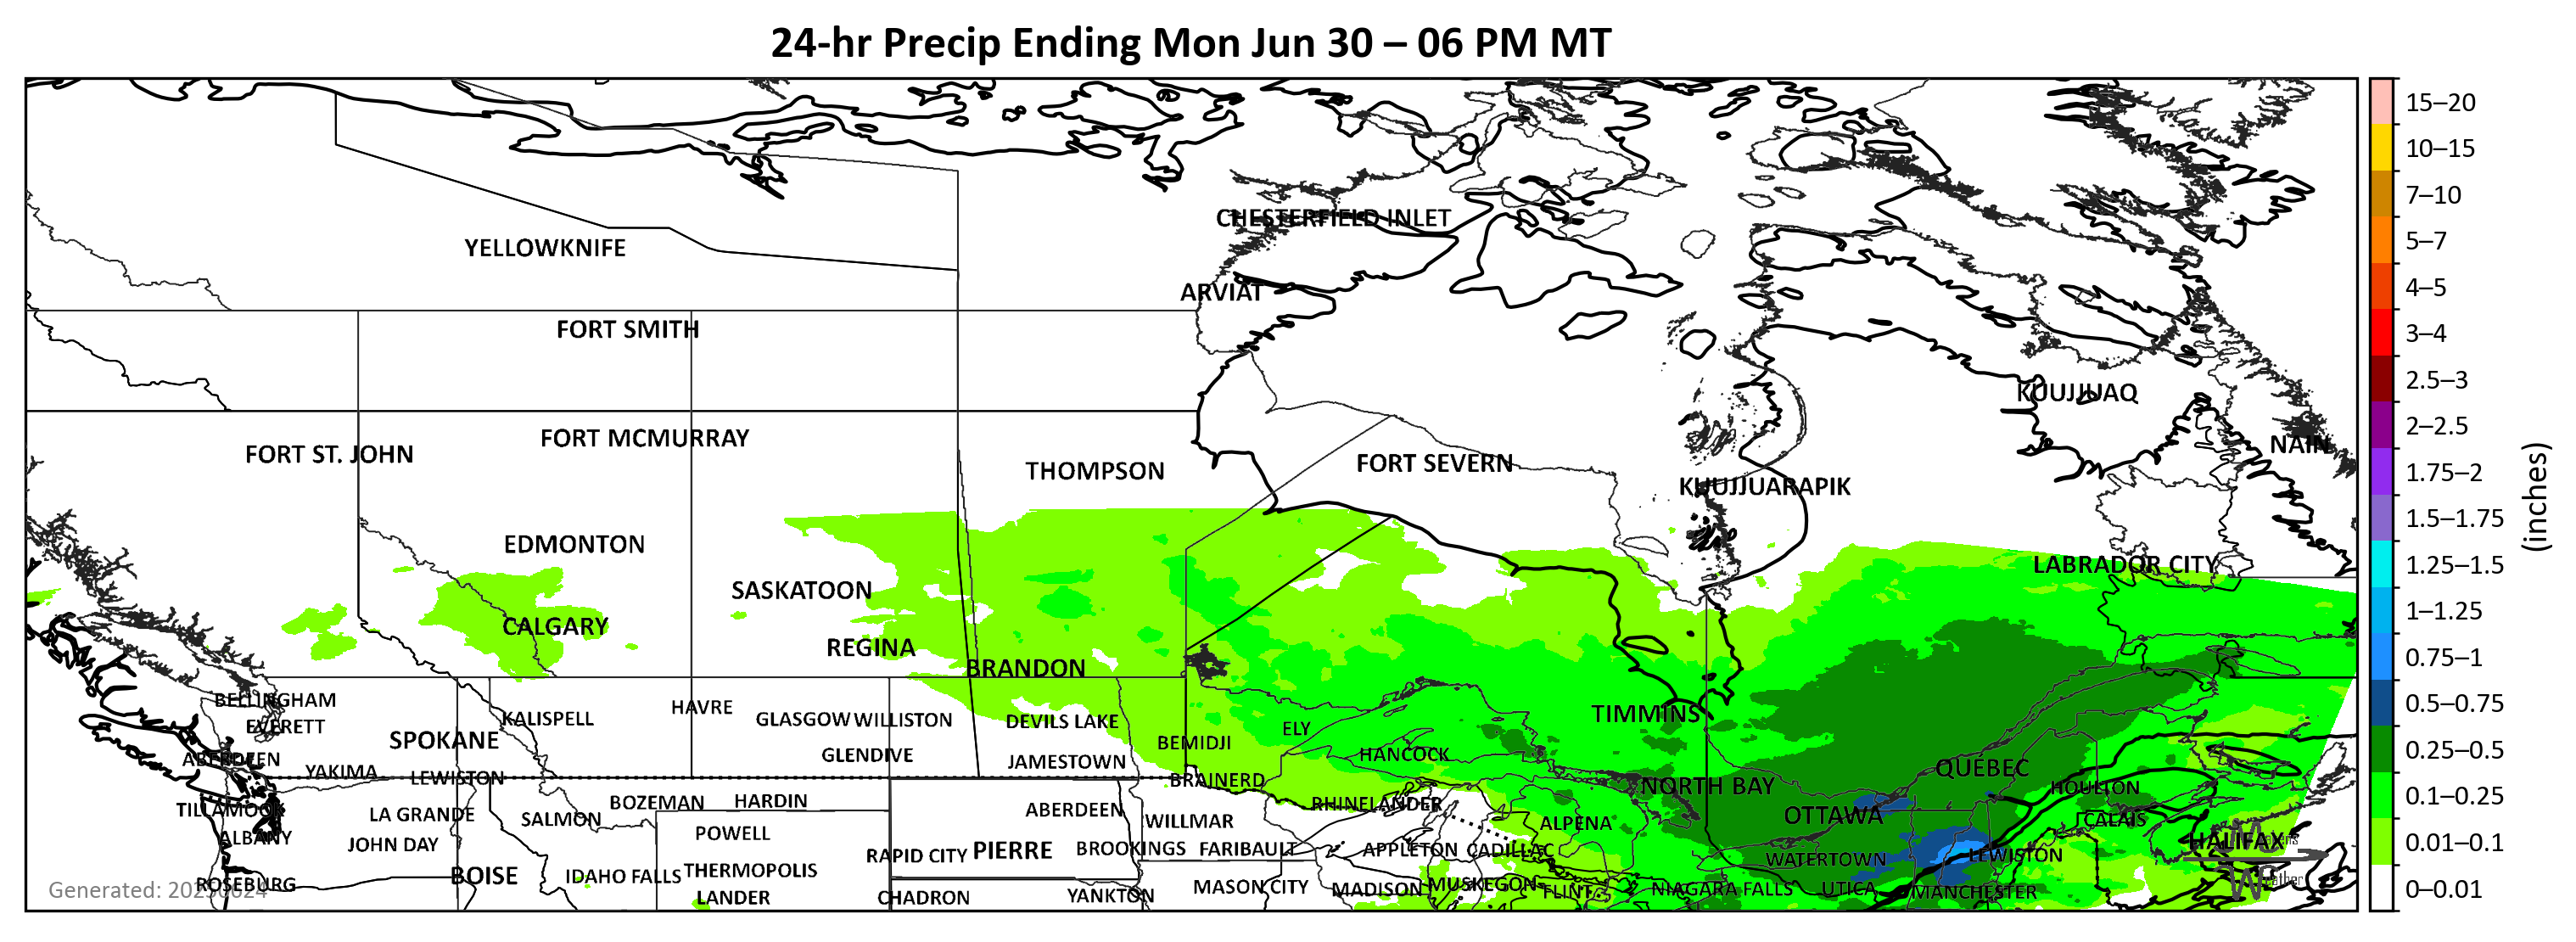 24-hr Precip Ending Mon Jun 30 – 06 PM MT
15–20
10–15
7–10
5–7
4–5
3–4
2.5–3
2–2.5
1.75–2
1.5–1.75
1.25–1.5
1–1.25
0.75–1
0.5–0.75
0.25–0.5
0.1–0.25
0.01–0.1
0–0.01
(inches)
CHESTERFIELD INLET
YELLOWKNIFE
ARVIAT
FORT SMITH
KUUJJUAQ
FORT MCMURRAY
NAIN
FORT ST. JOHN
FORT SEVERN
THOMPSON
KUUJJUARAPIK
EDMONTON
LABRADOR CITY
SASKATOON
CALGARY
REGINA
BRANDON
BELLINGHAM
HAVRE
TIMMINS
KALISPELL
GLASGOW WILLISTON
DEVILS LAKE
EVERETT
ELY
SPOKANE
BEMIDJI
GLENDIVE
HANCOCK
ABERDEEN
JAMESTOWN
QUEBEC
YAKIMA
LEWISTON
BRAINERD
NORTH BAY
HOULTON
BOZEMAN
HARDIN
RHINELANDER
TILLAMOOK
ABERDEEN
LA GRANDE
SALMON
WILLMAR
ALPENA
OTTAWA
CALAIS
POWELL
ALBANY
JOHN DAY
HALIFAX
RAPID CITY
PIERRE
BROOKINGS
FARIBAULT
APPLETON
CADILLAC
WATERTOWN
LEWISTON
THERMOPOLIS
BOISE
IDAHO FALLS
ROSEBURG
MASON CITY
MADISON
MUSKEGON
FLINT
NIAGARA FALLS
UTICA
MANCHESTER
LANDER
CHADRON
YANKTON